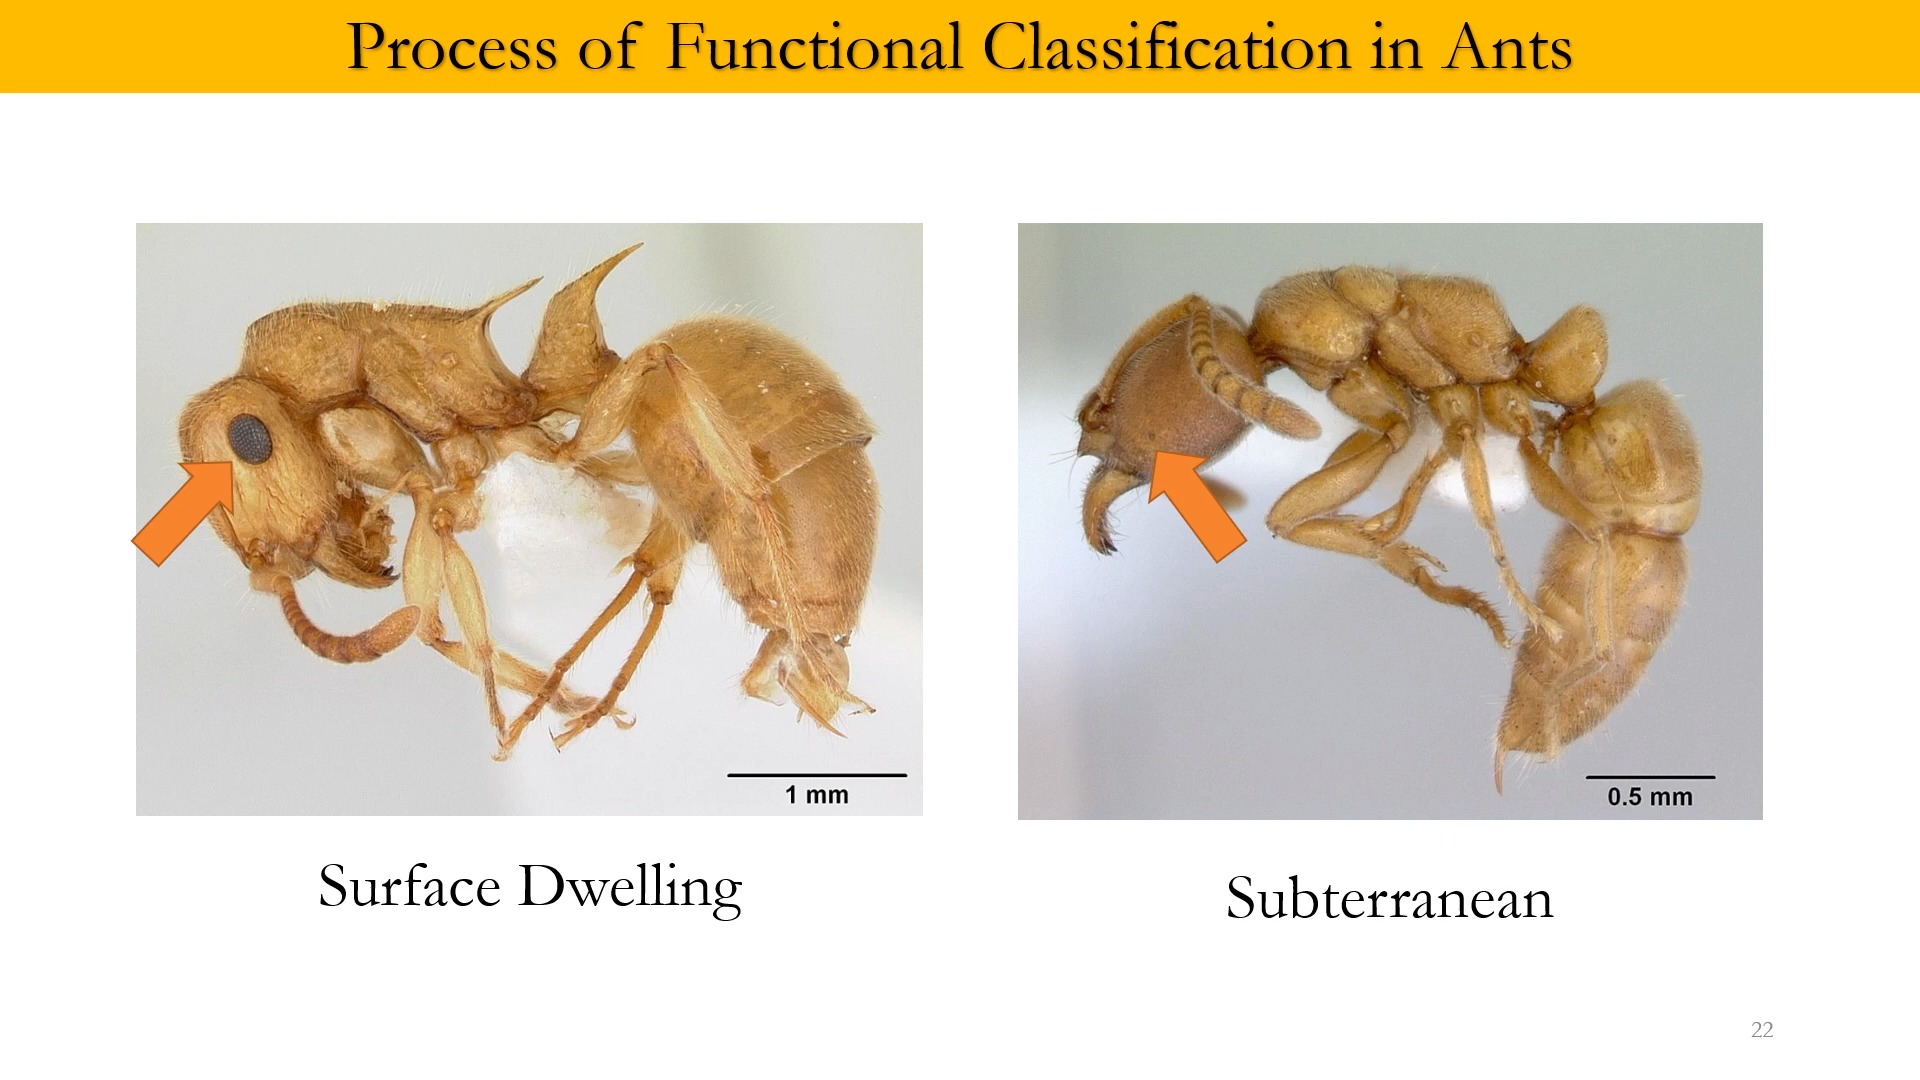 Process of Functional Classification in Ants
1 mm
0.5 mm
Surface Dwelling
Subterranean
22